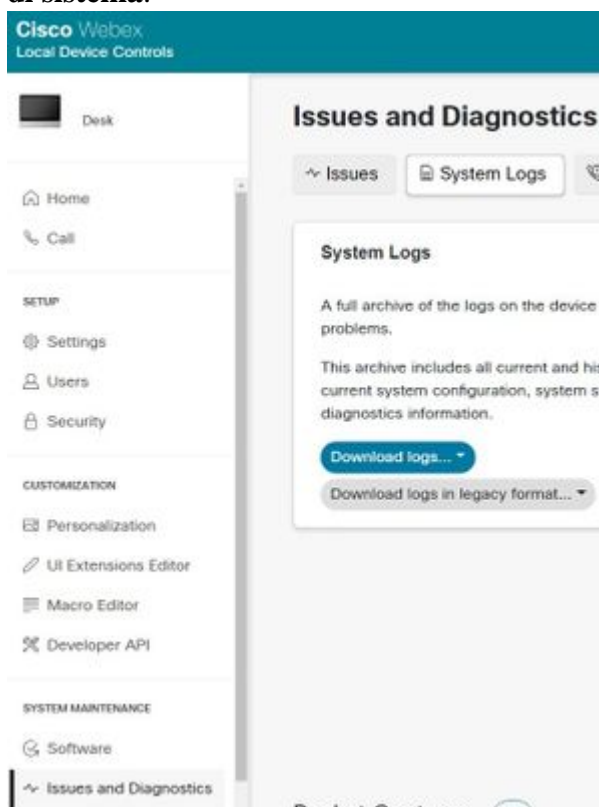 di sistema.
Cisco Webex
Local Device Controls
Desk
Home
Call
SETUP
Settings
Users
Security
CUSTOMIZATION
Personalization
UI Extensions Editor
Macro Editor
Developer API
SYSTEM MAINTENANCE
Software
Issues and Diagnostics
Issues and Diagnostics
Issues
System Logs
System Logs
A full archive of the logs on the device
problems.
This archive includes all current and his
current system configuration, system s
diagnostics information.
Download logs...
Download logs in legacy format...